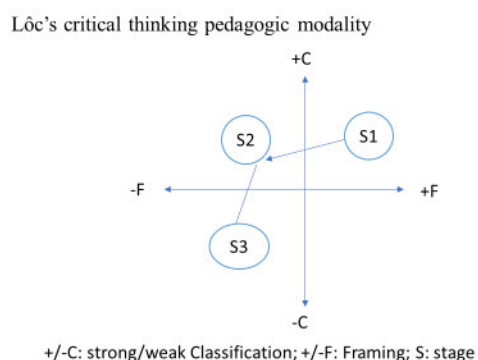 Lôc's critical thinking pedagogic modality
+C
S2
S1
-F
+F
S3
-C
+/-C: strong/weak Classification; +/-F: Framing; S: stage